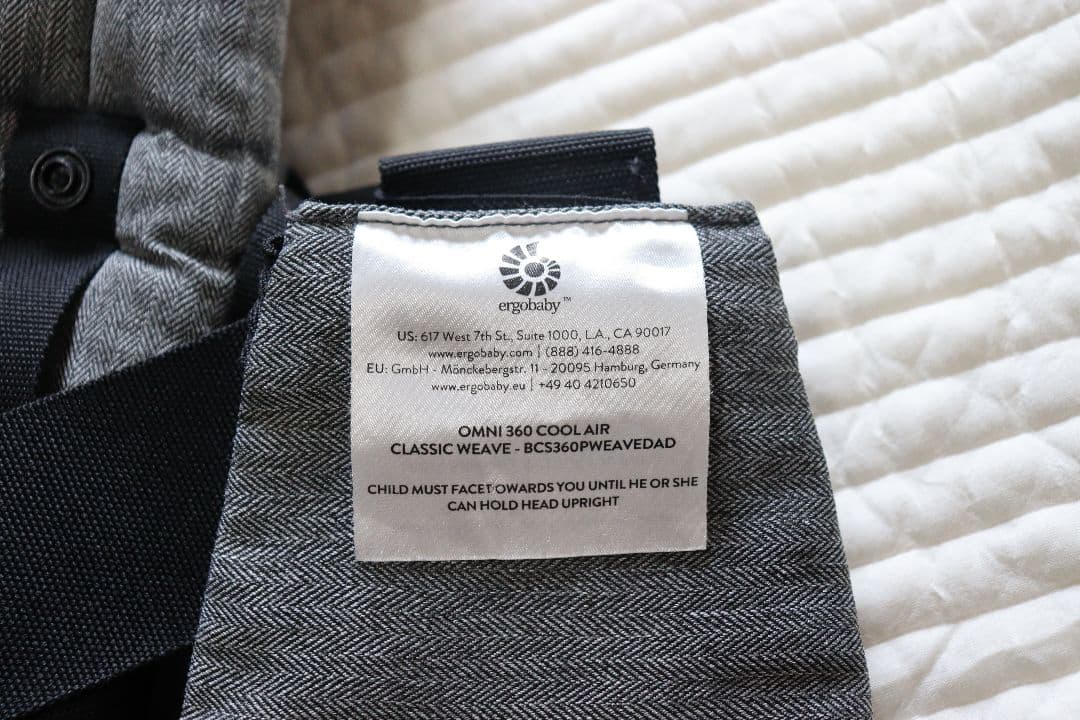 ergobaby™
US: 617 West 7th St., Suite 1000, L.A., CA 90017
www.ergobaby.com | (888) 416-4888
EU: GmbH - Mönckebergstr. 11 - 20095 Hamburg, Germany
www.ergobaby.eu | +49 40 4210650
OMNI 360 COOL AIR
CLASSIC WEAVE - BCS360PWEAVEDAD
CHILD MUST FACET OWARDS YOU UNTIL HE OR SHE
CAN HOLD HEAD UPRIGHT